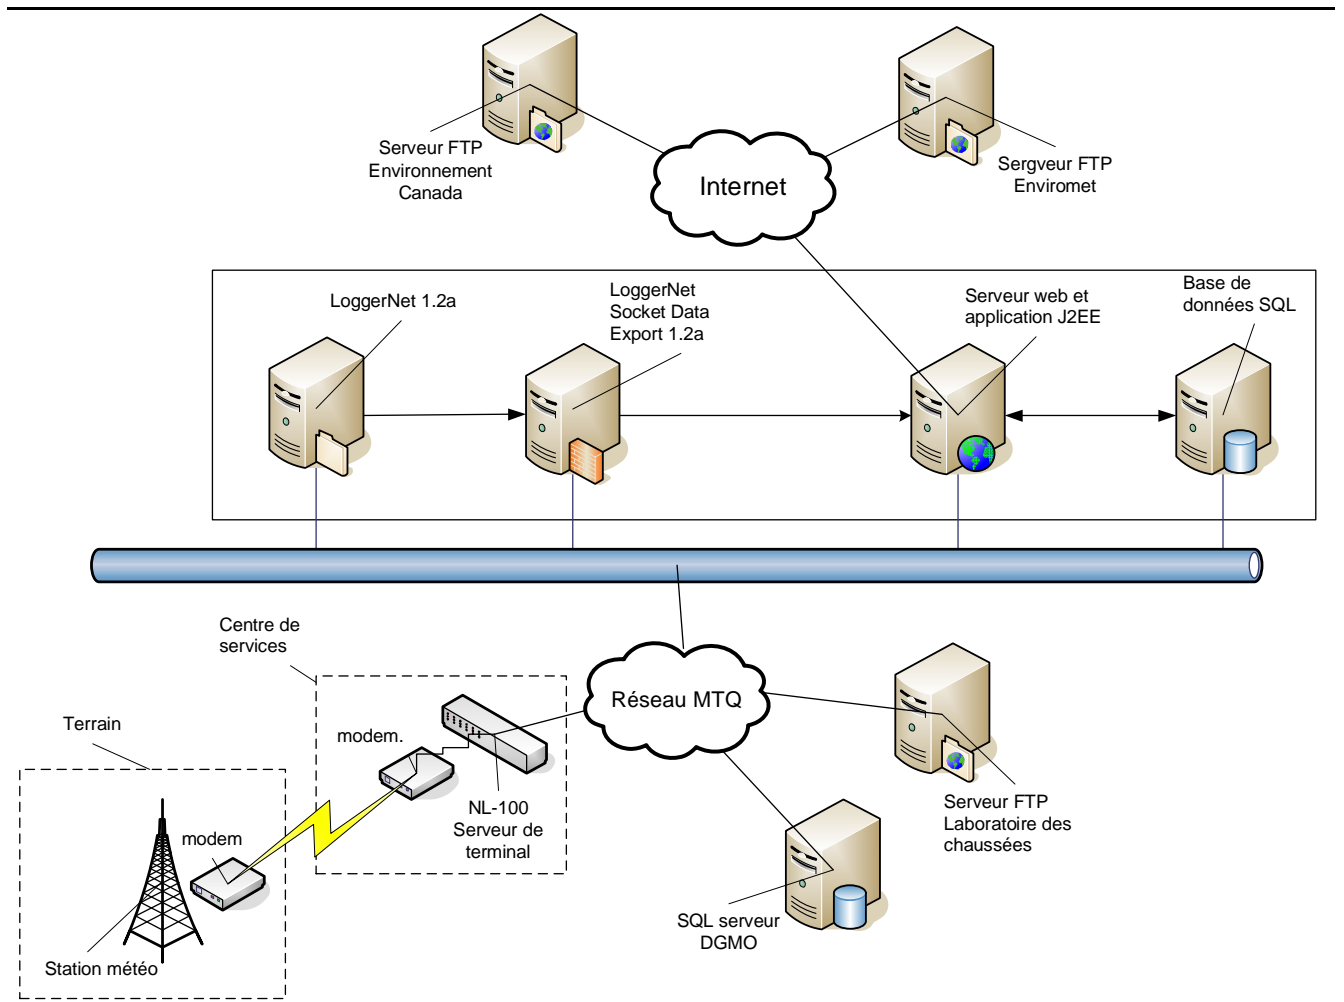 Serveur FTP
Environnement
Canada
Internet
Sergveur FTP
Enviromet
LoggerNet 1.2a
LoggerNet
Socket Data
Export 1.2a
Serveur web et
application J2EE
Base de
données SQL
Centre de
services
Réseau MTQ
Terrain
modem.
modem
NL-100
Serveur de
terminal
Serveur FTP
Laboratoire des
chaussées
SQL serveur
DGMO
Station météo